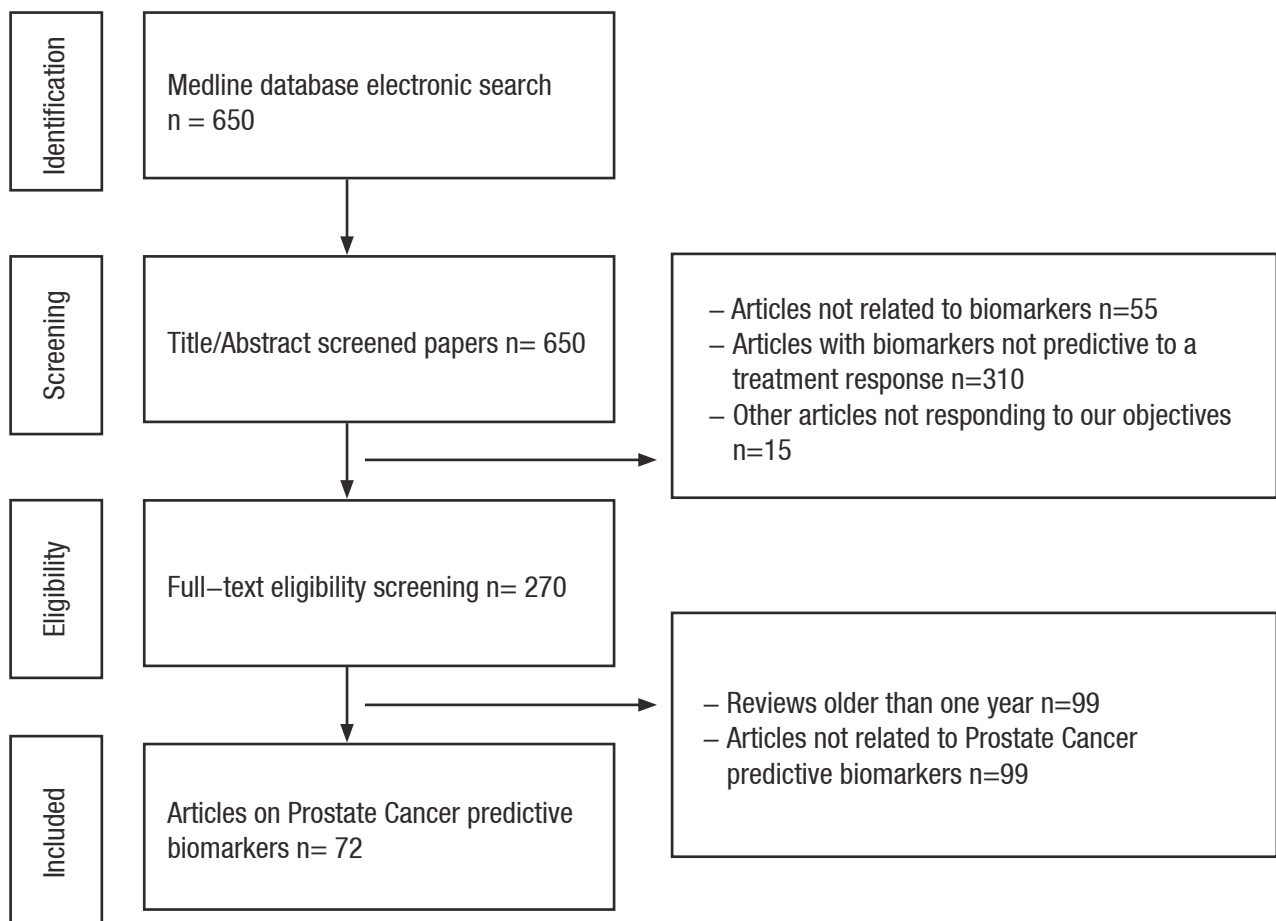 Identification
Medline database electronic search
n = 650
Screening
Title/Abstract screened papers n= 650
– Articles not related to biomarkers n=55
– Articles with biomarkers not predictive to a
treatment response n=310
– Other articles not responding to our objectives
n=15
Eligibility
Full–text eligibility screening n= 270
– Reviews older than one year n=99
– Articles not related to Prostate Cancer
predictive biomarkers n=99
Included
Articles on Prostate Cancer predictive
biomarkers n= 72